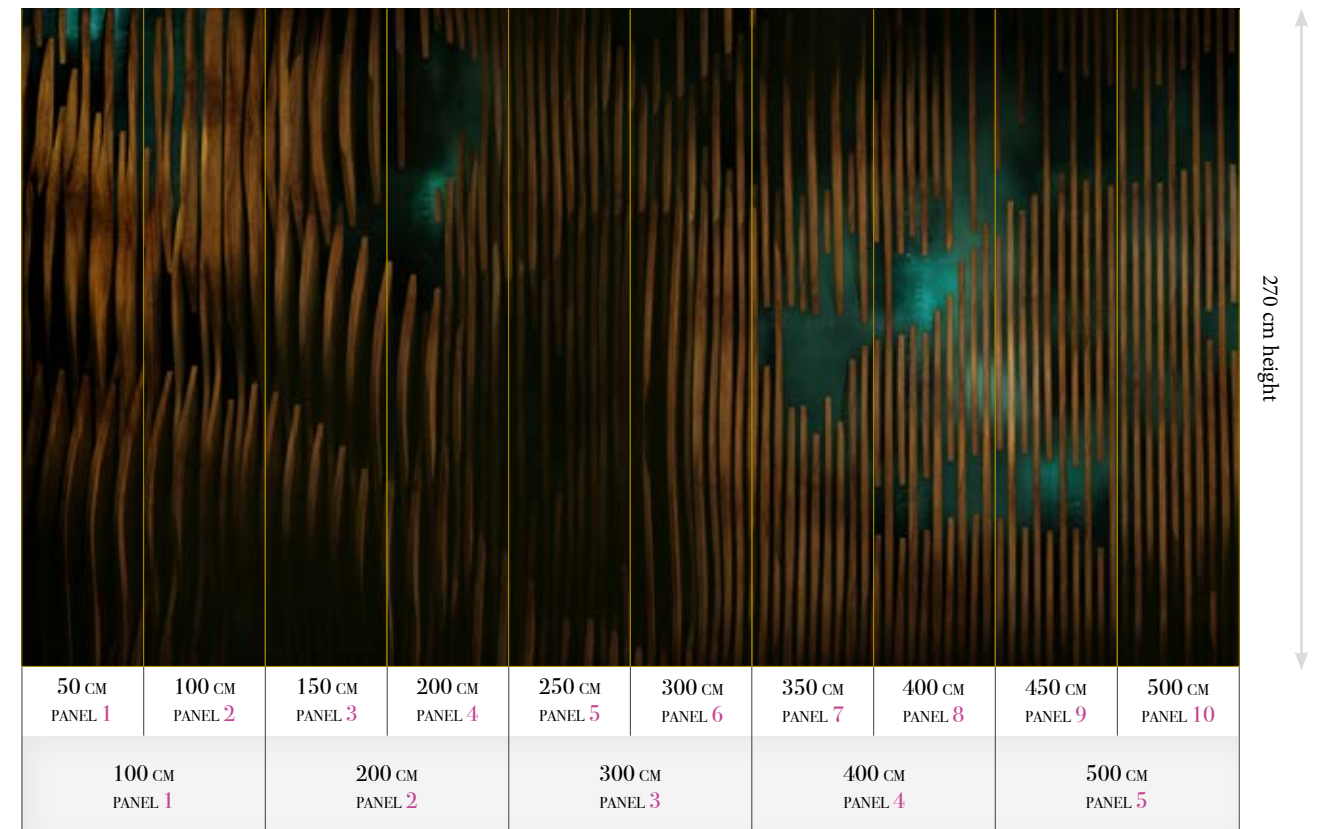 270 cm height
50 CM
PANEL 1
100 CM
PANEL 2
150 CM
PANEL 3
200 CM
PANEL 4
250 CM
PANEL 5
300 CM
PANEL 6
350 CM
PANEL 7
400 CM
PANEL 8
450 CM
PANEL 9
500 CM
PANEL 10
100 CM
PANEL 1
200 CM
PANEL 2
300 CM
PANEL 3
400 CM
PANEL 4
500 CM
PANEL 5